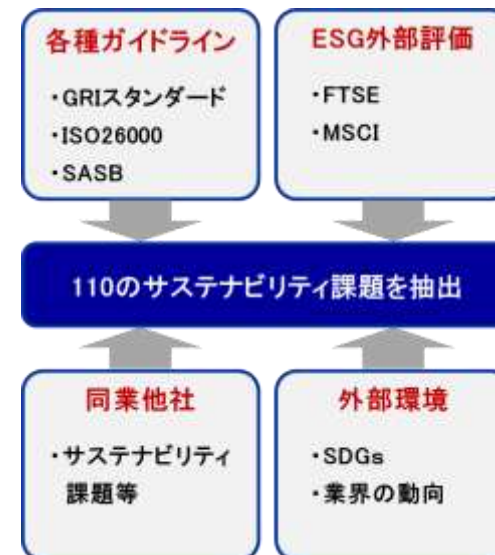 各種ガイドライン
・GRIスタンダード
・ISO26000
・SASB
ESG外部評価
・FTSE
・MSCI
110のサステナビリティ課題を抽出
同業他社
・サステナビリティ
課題等
外部環境
・SDGs
・業界の動向